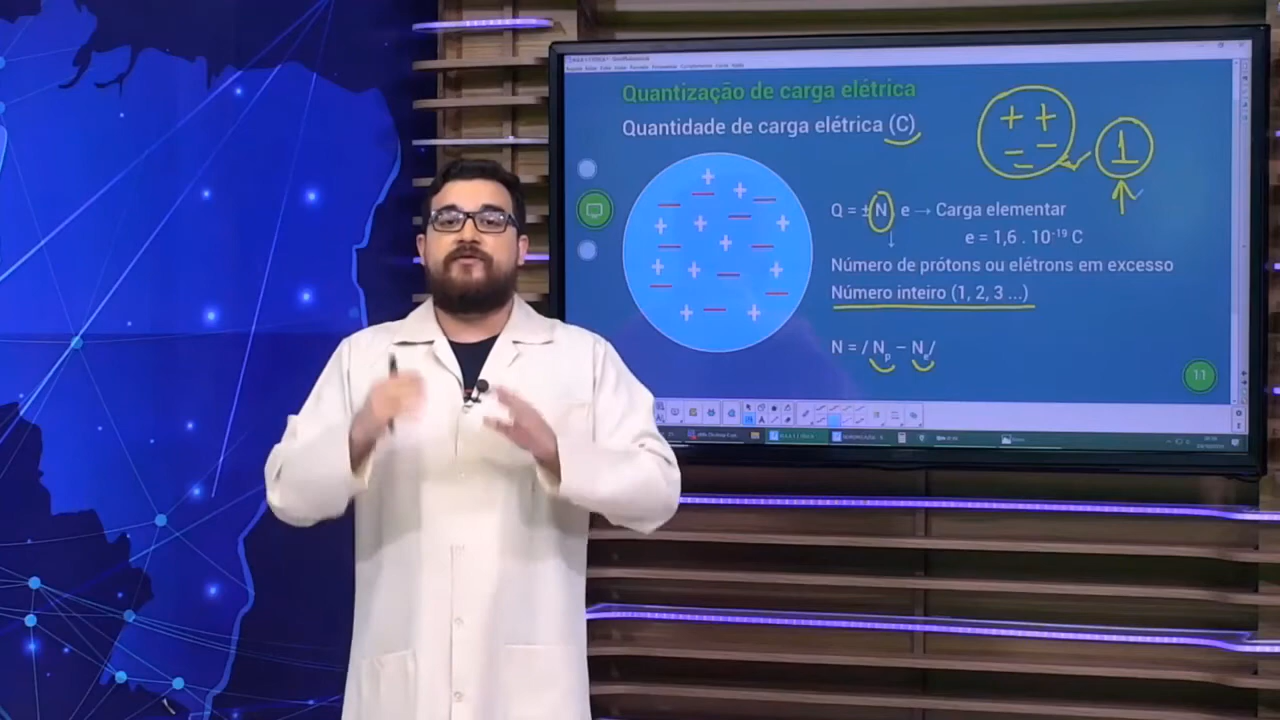 Quantização de carga elétrica
Quantidade de carga elétrica (C)
+ +
- - -
1
Q = ± N . e → Carga elementar
e = 1,6 . 10⁻¹⁹ C
Número de prótons ou elétrons em excesso
Número inteiro (1, 2, 3 ...)
N = / Nₚ – Nₑ/
11